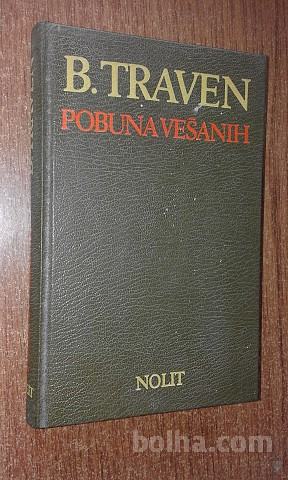 B. TRAVEN
POBUNA VEŠANIH
NOLIT
bolha.com